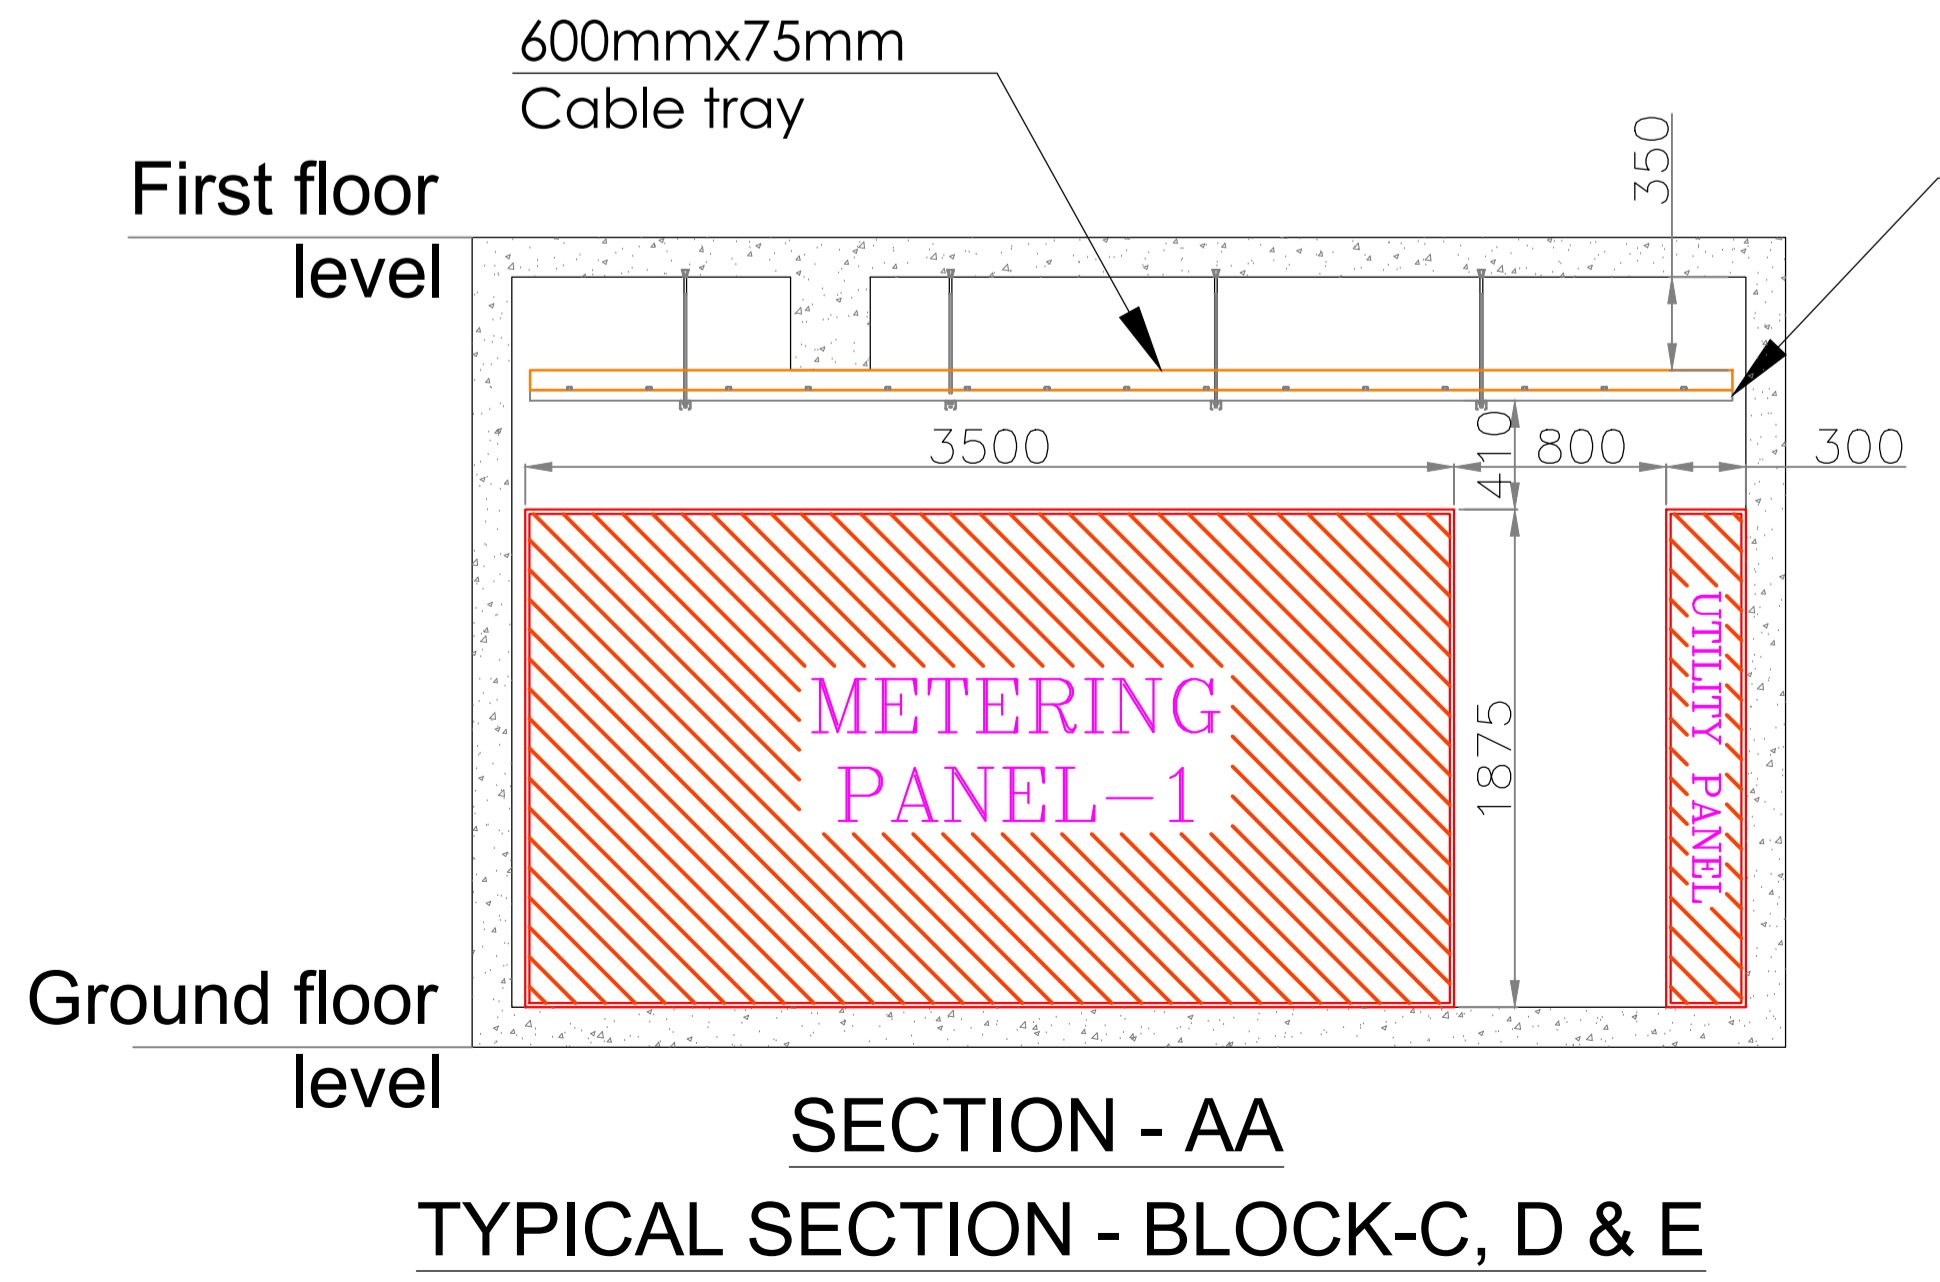 600mmx75mm
Cable tray
350
First floor
level
3500
410
800
300
METERING
PANEL-1
1875
UTILITY PANEL
Ground floor
level
SECTION - AA
TYPICAL SECTION - BLOCK-C, D & E